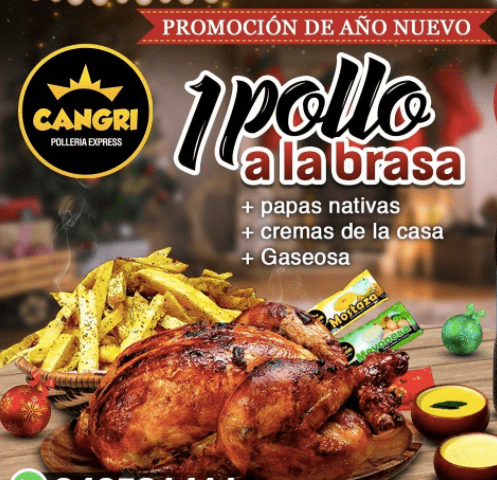 PROMOCIÓN DE AÑO NUEVO
CANGRI
POLLERIA EXPRESS
1 pollo
a la brasa
+ papas nativas
+ cremas de la casa
+ Gaseosa
Mostaza